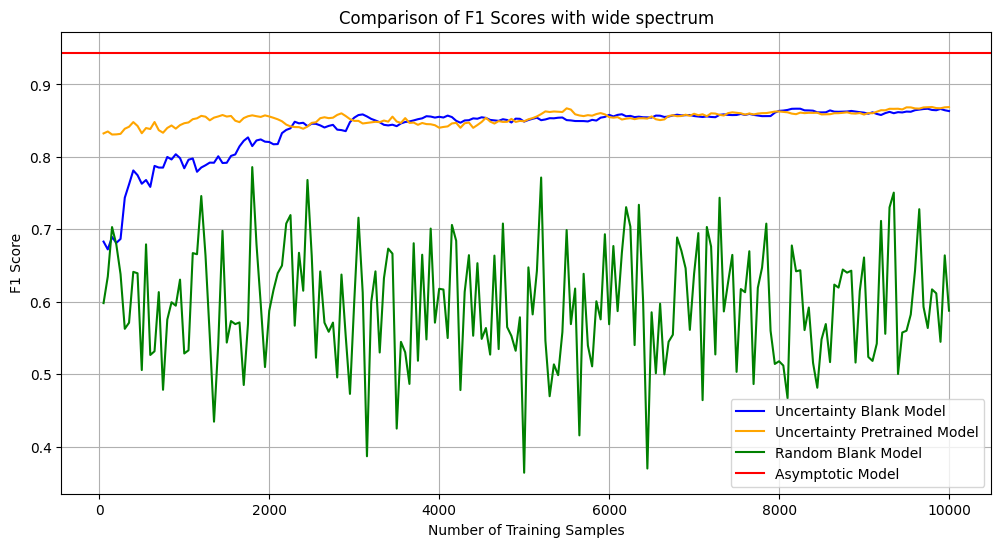 Comparison of F1 Scores with wide spectrum
F1 Score
0.9
0.8
0.7
0.6
0.5
0.4
0
2000
4000
6000
8000
10000
Number of Training Samples
Uncertainty Blank Model
Uncertainty Pretrained Model
Random Blank Model
Asymptotic Model